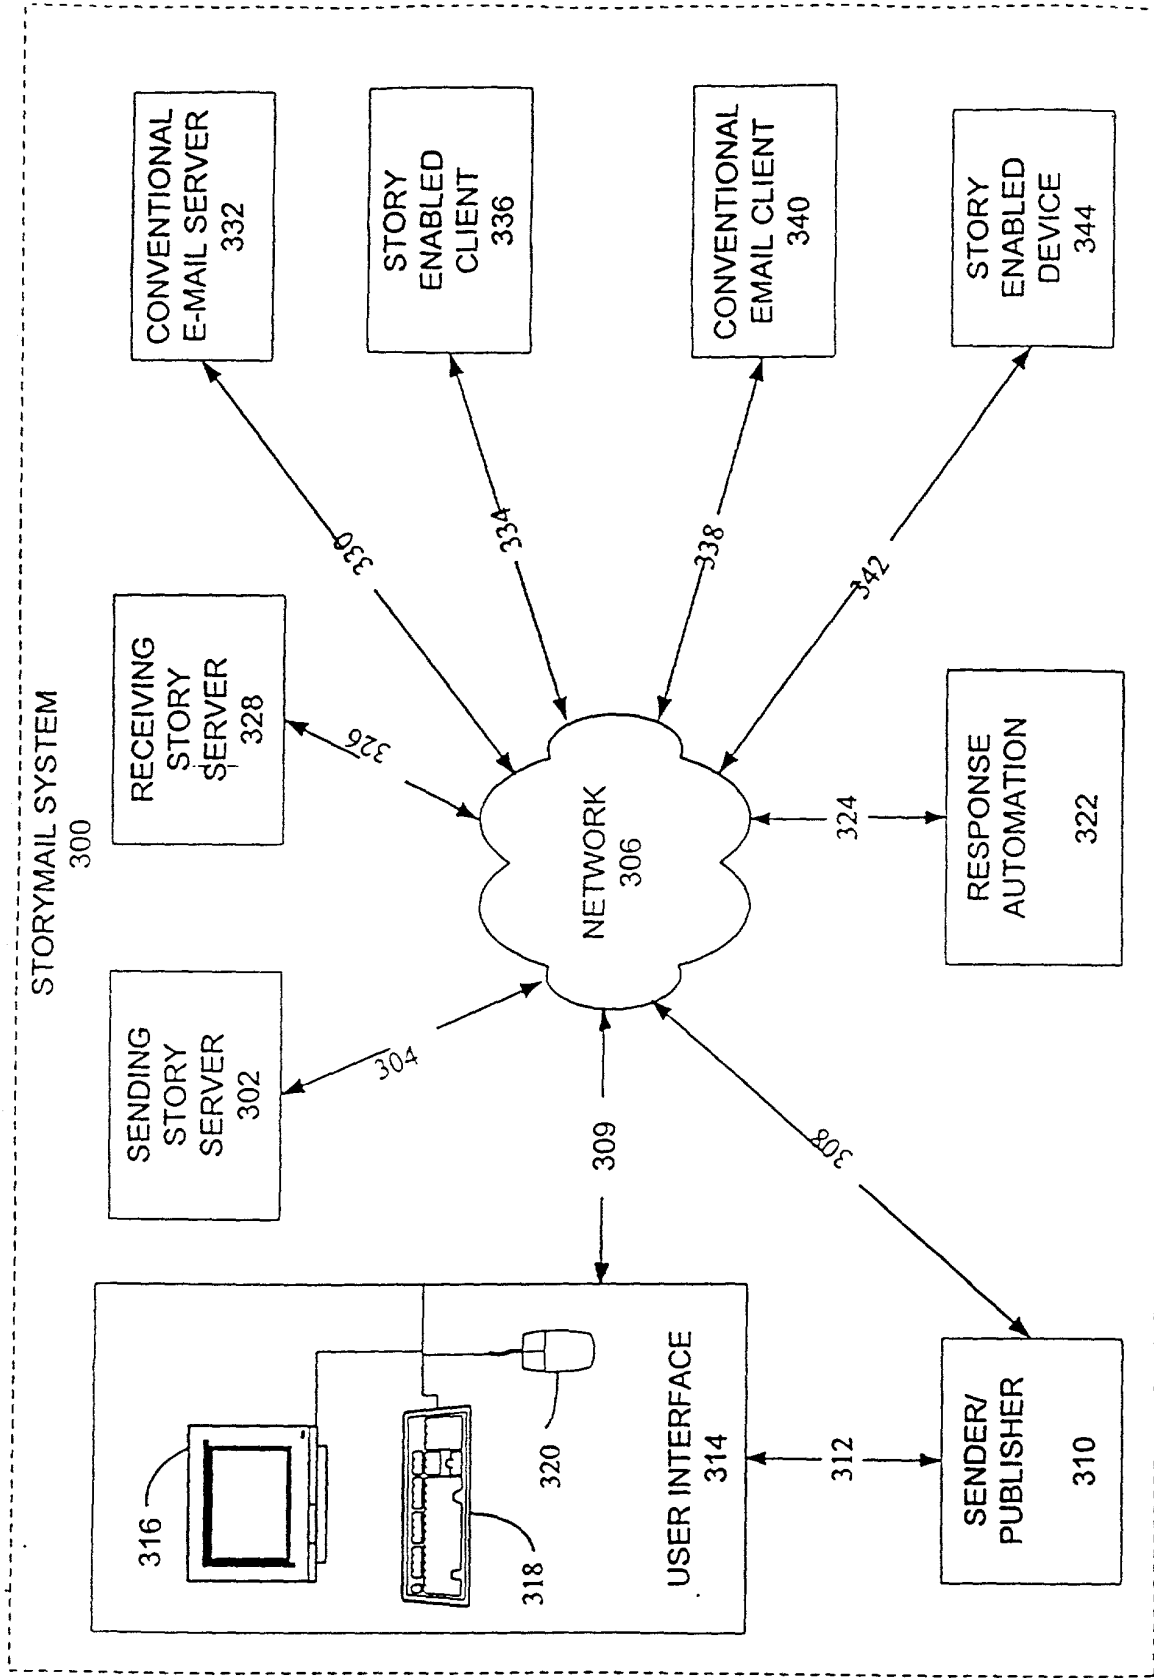 STORYMAIL SYSTEM
300
316
318
320
USER INTERFACE
314
312
SENDER/
PUBLISHER
310
SENDING
STORY
SERVER
302
304
309
308
RECEIVING
STORY
SERVER
328
326
NETWORK
306
324
RESPONSE
AUTOMATION
322
330
334
338
342
CONVENTIONAL
E-MAIL SERVER
332
STORY
ENABLED
CLIENT
336
CONVENTIONAL
EMAIL CLIENT
340
STORY
ENABLED
DEVICE
344